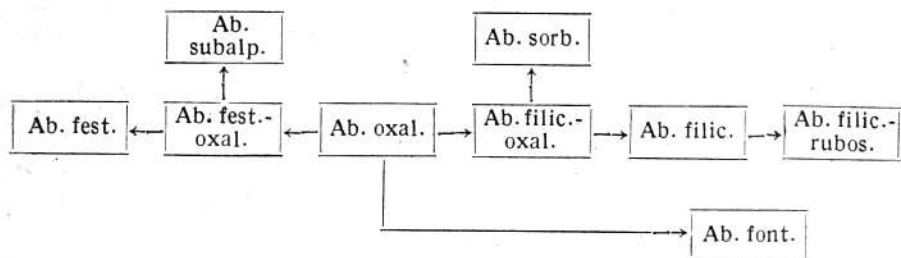 Ab.
subalp.
Ab. sorb.
Ab. fest.
Ab. fest.-
oxal.
Ab. oxal.
Ab. filic.-
oxal.
Ab. filic.
Ab. filic.-
rubos.
Ab. font.